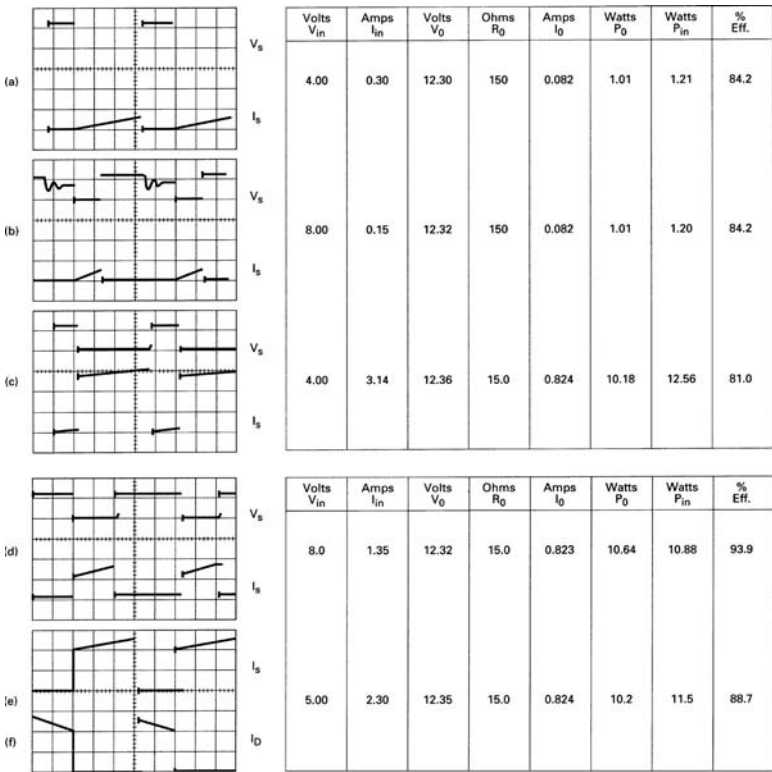 Volts Amps Volts Ohms Amps Watts Watts %
Vin Iin V0 R0 I0 P0 Pin Eff.
Vs
(a) 4.00 0.30 12.30 150 0.082 1.01 1.21 84.2
Is
Vs
(b) 8.00 0.15 12.32 150 0.082 1.01 1.20 84.2
Is
Vs
(c) 4.00 3.14 12.36 15.0 0.824 10.18 12.56 81.0
Is
Volts Amps Volts Ohms Amps Watts Watts %
Vin Iin V0 R0 I0 P0 Pin Eff.
Vs
(d) 8.0 1.35 12.32 15.0 0.823 10.64 10.88 93.9
Is
Is
(e) 5.00 2.30 12.35 15.0 0.824 10.2 11.5 88.7
(f) ID